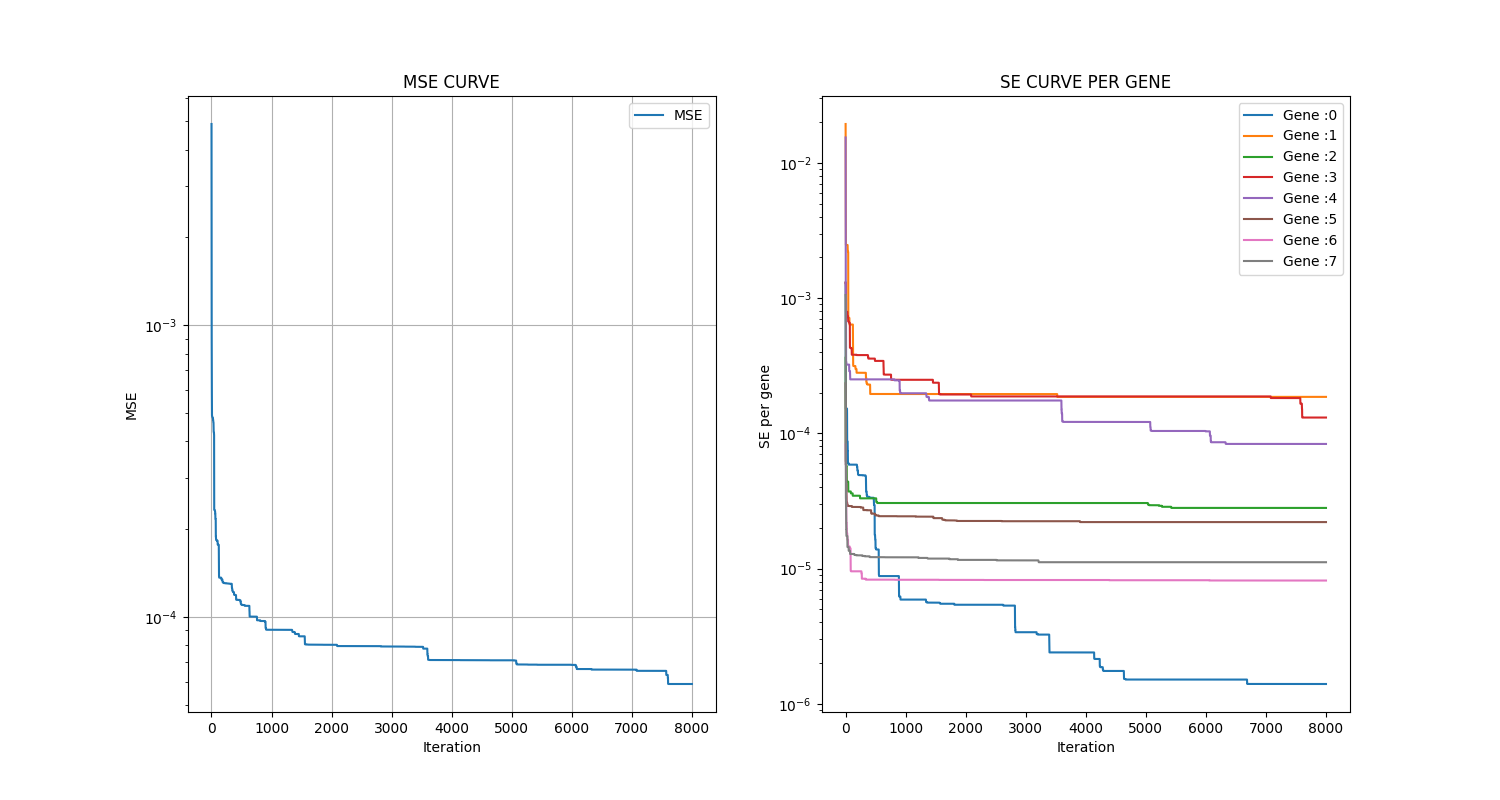 MSE CURVE
MSE
10⁻³
10⁻⁴
MSE
0 1000 2000 3000 4000 5000 6000 7000 8000
Iteration
SE CURVE PER GENE
Gene :0
Gene :1
Gene :2
Gene :3
Gene :4
Gene :5
Gene :6
Gene :7
10⁻²
10⁻³
10⁻⁴
10⁻⁵
10⁻⁶
SE per gene
0 1000 2000 3000 4000 5000 6000 7000 8000
Iteration